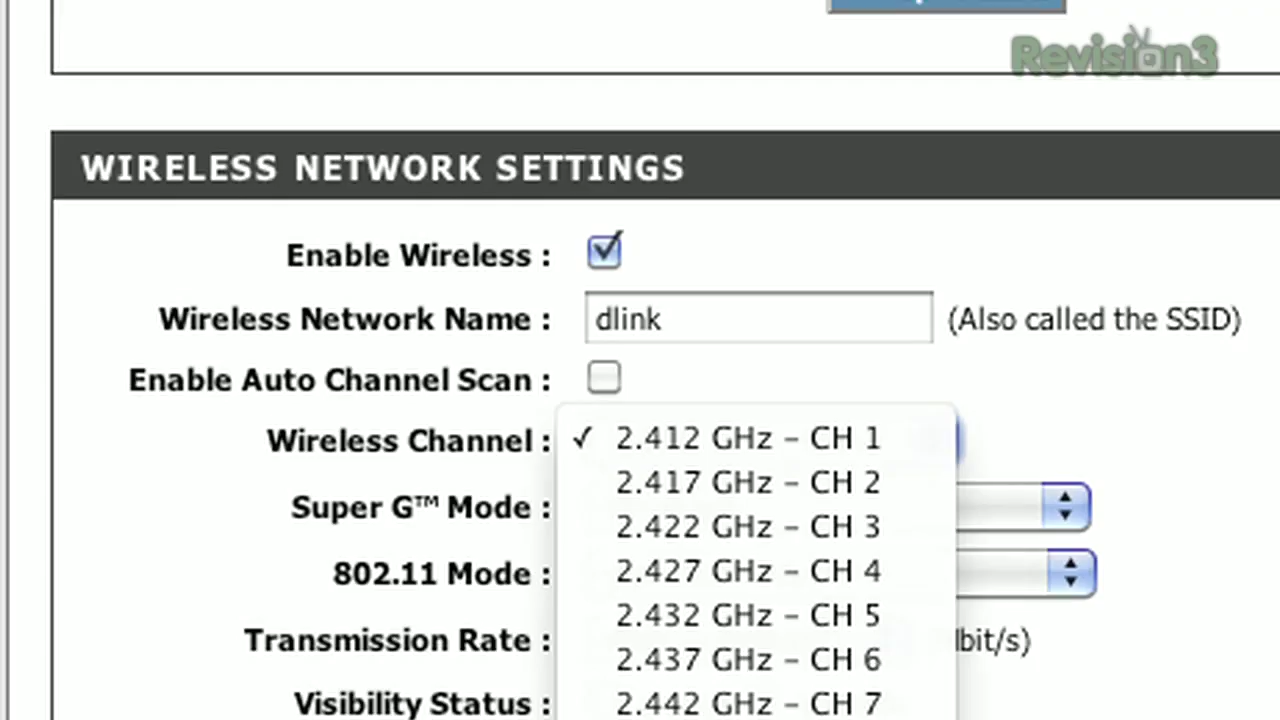 Revision3
WIRELESS NETWORK SETTINGS
Enable Wireless :
Wireless Network Name : dlink (Also called the SSID)
Enable Auto Channel Scan :
Wireless Channel : ✓ 2.412 GHz – CH 1
2.417 GHz – CH 2
Super G™ Mode : 2.422 GHz – CH 3
802.11 Mode : 2.427 GHz – CH 4
2.432 GHz – CH 5
Transmission Rate : 2.437 GHz – CH 6 bit/s)
Visibility Status : 2.442 GHz – CH 7